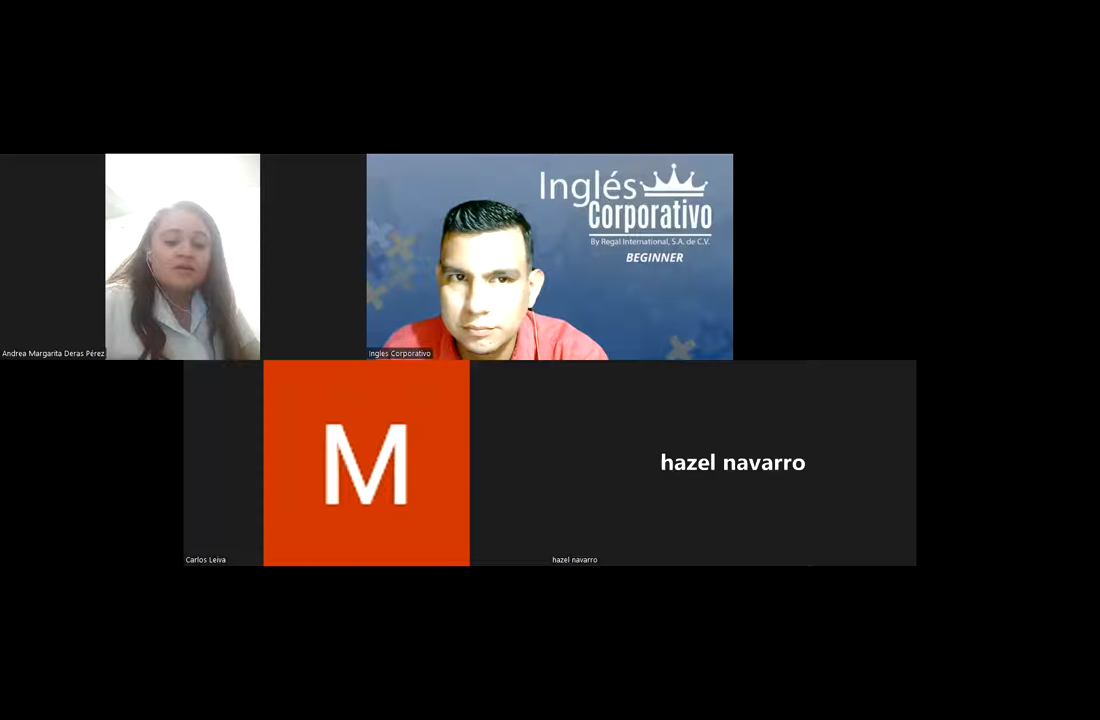 Inglés
Corporativo
By Regal International, S.A. de C.V.
BEGINNER
Andrea Margarita Deras Pérez
Ingles Corporativo
M
hazel navarro
Carlos Leiva
hazel navarro